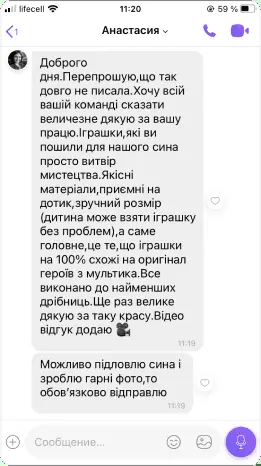 lifecell
11:20
59 %
1
Анастасия
Доброго
дня.Перепрошую,що так
довго не писала.Хочу всій
вашій команді сказати
величезне дякую за вашу
працю.Іграшки,які ви
пошили для нашого сина
просто витвір
мистецтва.Якісні
матеріали,приємні на
дотик,зручний розмір
(дитина може взяти іграшку
без проблем),а саме
головне,це те,що іграшки
на 100% схожі на оригінал
героїв з мультика.Все
виконано до найменших
дрібниць.Ще раз велике
дякую за таку красу.Відео
відгук додаю 🎥
11:19
Можливо підловлю сина і
зроблю гарні фото,то
обов'язково відправлю
11:19
Сообщение...